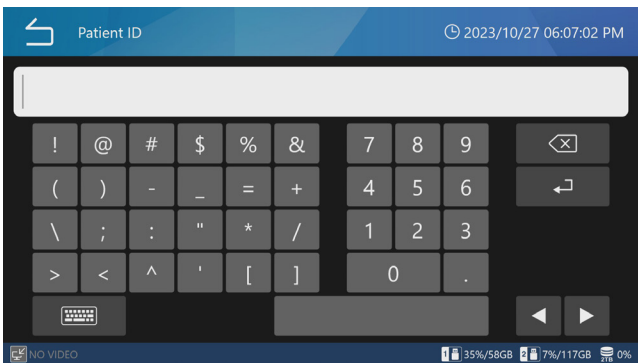 Patient ID 2023/10/27 06:07:02 PM
! @ # $ % & 7 8 9
( ) - _ = + 4 5 6
\ ; : " * / 1 2 3
> < ^ ' [ ] 0 .
NO VIDEO 1 35%/58GB 2 7%/117GB 2TB 0%